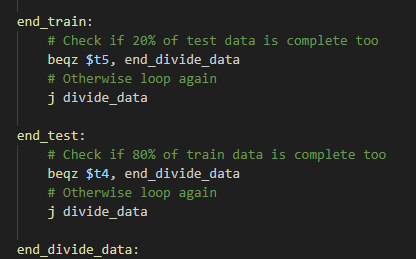 end_train:
# Check if 20% of test data is complete too
beqz $t5, end_divide_data
# Otherwise loop again
j divide_data
end_test:
# Check if 80% of train data is complete too
beqz $t4, end_divide_data
# Otherwise loop again
j divide_data
end_divide_data: